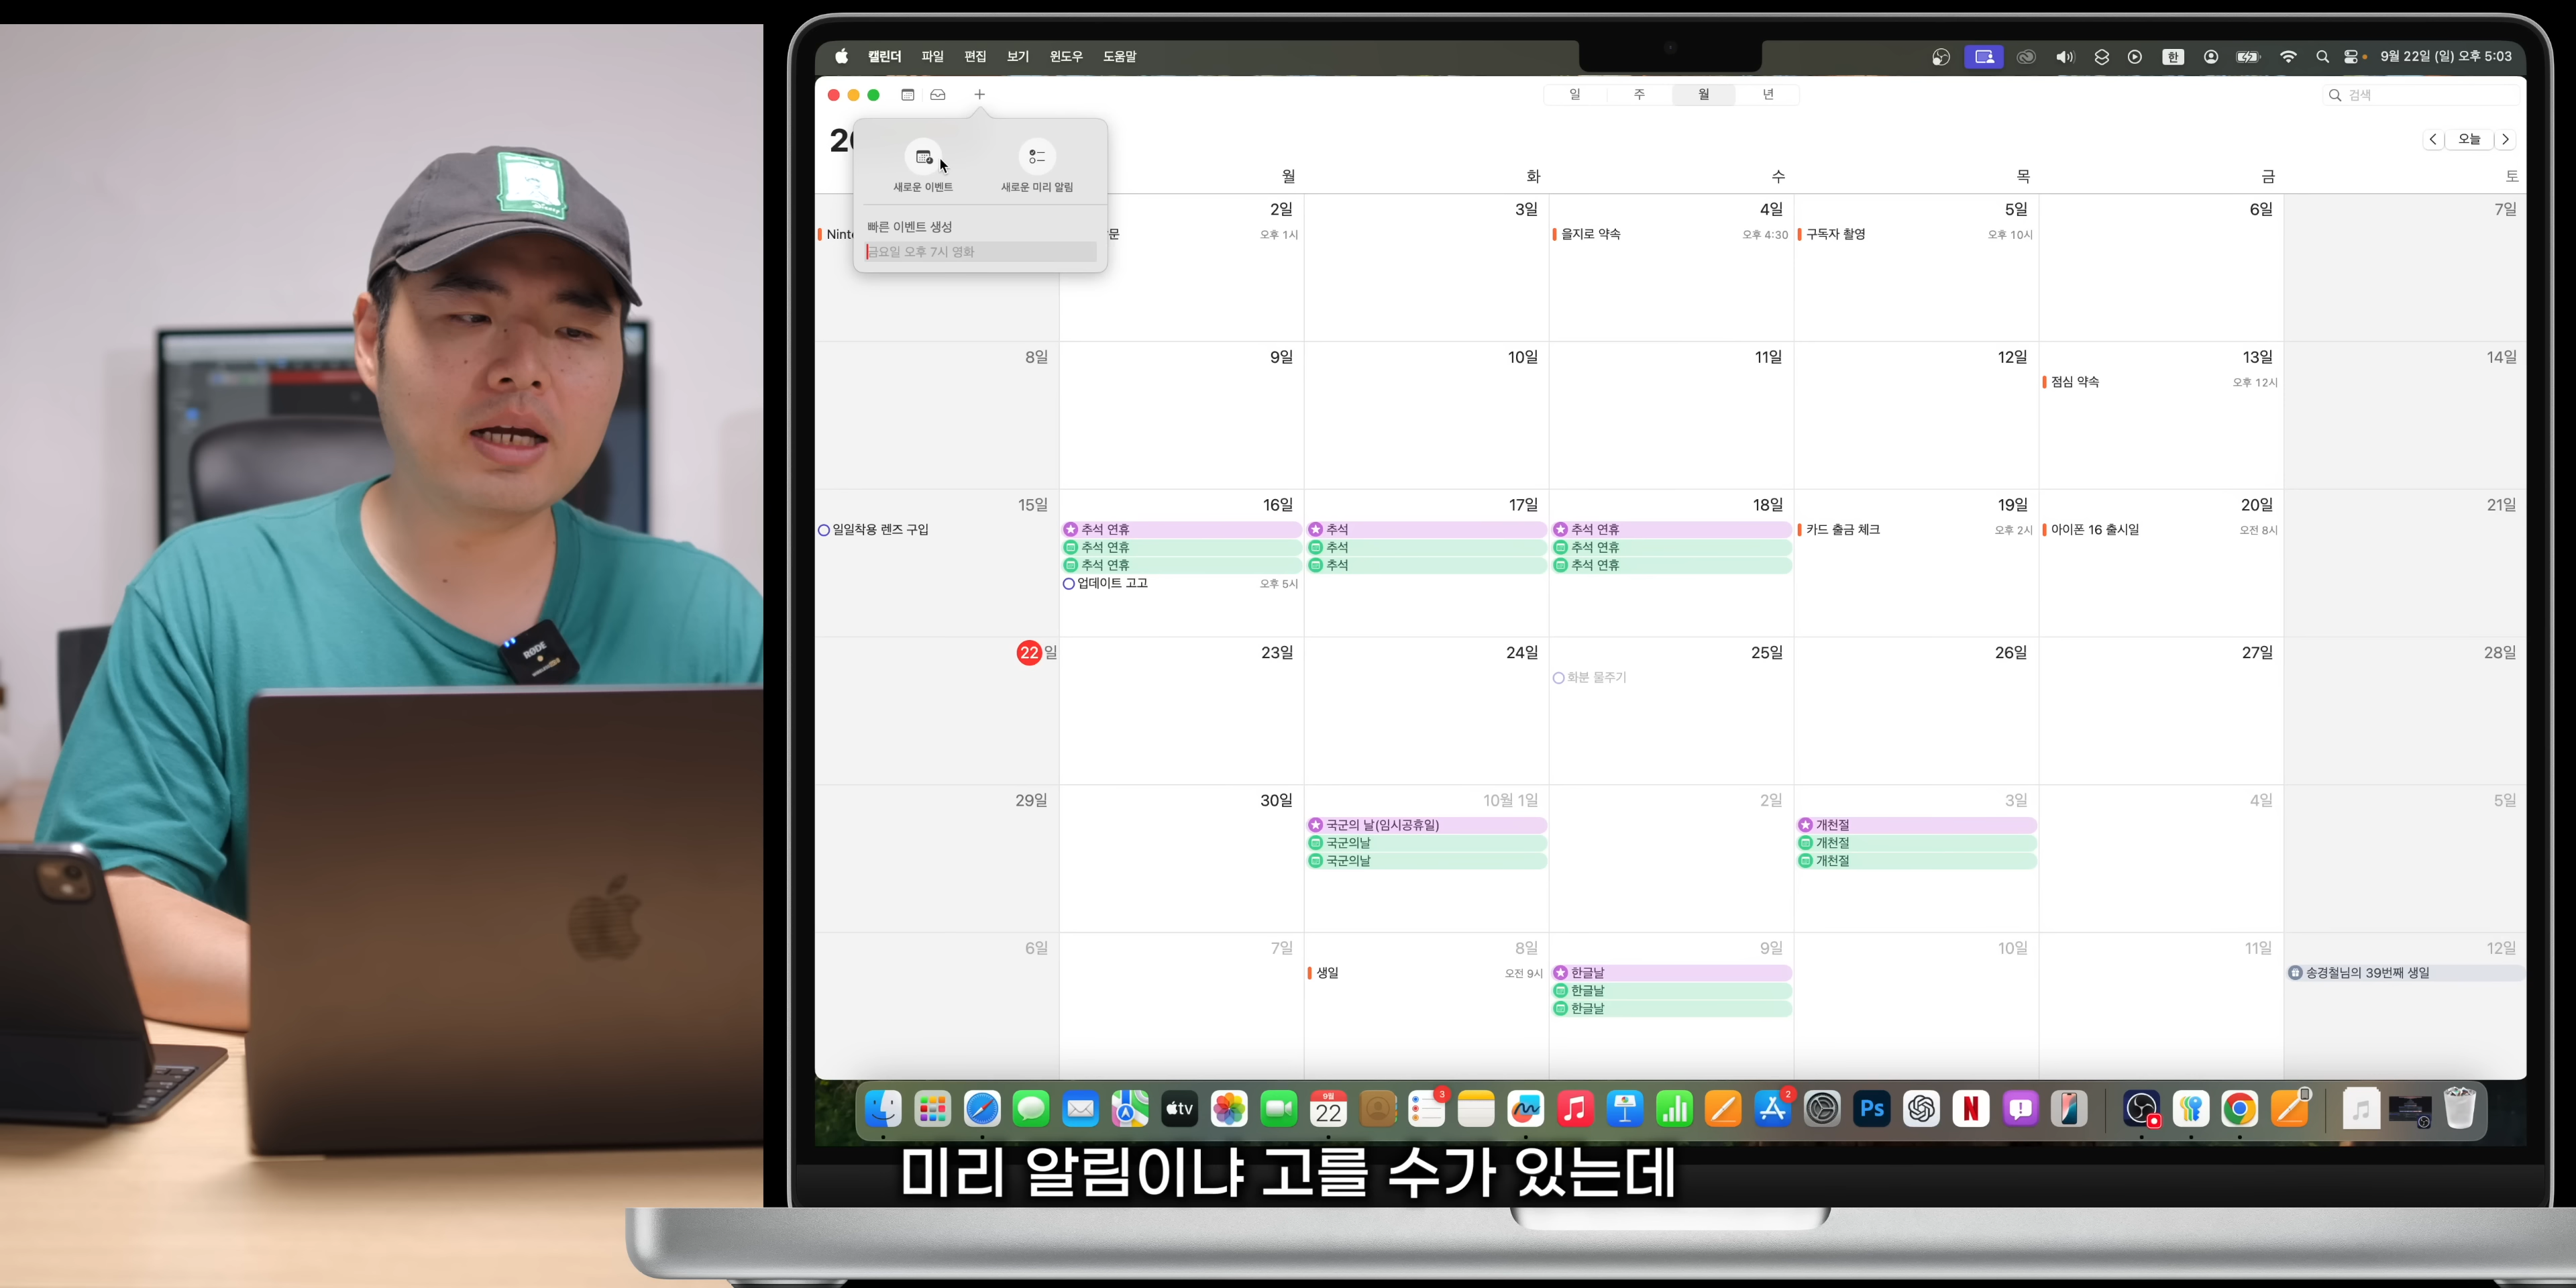 캘린더 파일 편집 보기 윈도우 도움말 한 9월 22일 (일) 오후 5:03
일 주 월 년 검색
오늘
새로운 이벤트 새로운 미리 알림
빠른 이벤트 생성
금요일 오후 7시 영화
월 화 수 목 금 토
2일 3일 4일 5일 6일 7일
오후 1시 을지로 약속 오후 4:30 구독자 촬영 오후 10시
8일 9일 10일 11일 12일 13일 14일
점심 약속 오후 12시
15일 16일 17일 18일 19일 20일 21일
일일착용 렌즈 구입 추석 연휴 추석 추석 연휴 카드 출금 체크 오후 2시 아이폰 16 출시일 오전 8시
추석 연휴 추석 추석 연휴
추석 연휴 추석 추석 연휴
업데이트 고고 오후 5시
22일 23일 24일 25일 26일 27일 28일
화분 물주기
29일 30일 10월 1일 2일 3일 4일 5일
국군의 날(임시공휴일) 개천절
국군의날 개천절
국군의날 개천절
6일 7일 8일 9일 10일 11일 12일
생일 오전 9시 한글날 송경철님의 39번째 생일
한글날
한글날
tv 9월 22 3 2 Ps N
RØDE
미리 알림이냐 고를 수가 있는데